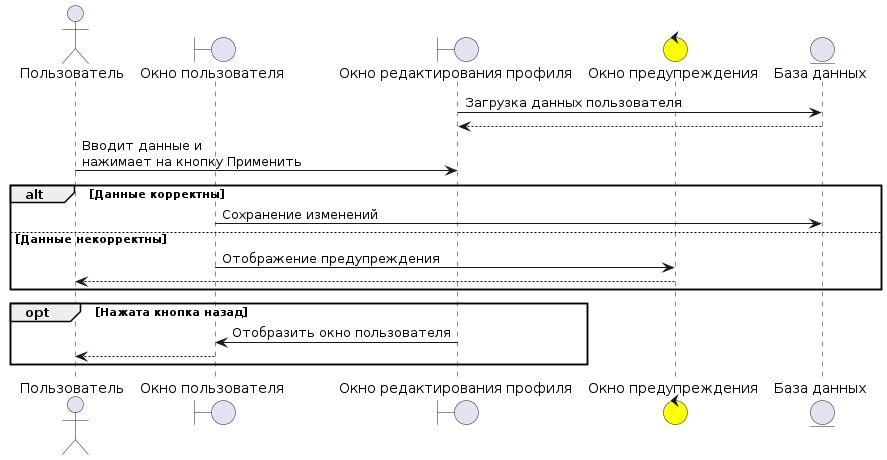 Пользователь
Окно пользователя
Окно редактирования профиля
Окно предупреждения
База данных
Загрузка данных пользователя
Вводит данные и
нажимает на кнопку Применить
alt
[Данные корректны]
Сохранение изменений
[Данные некорректны]
Отображение предупреждения
opt
[Нажата кнопка назад]
Отобразить окно пользователя
Пользователь
Окно пользователя
Окно редактирования профиля
Окно предупреждения
База данных